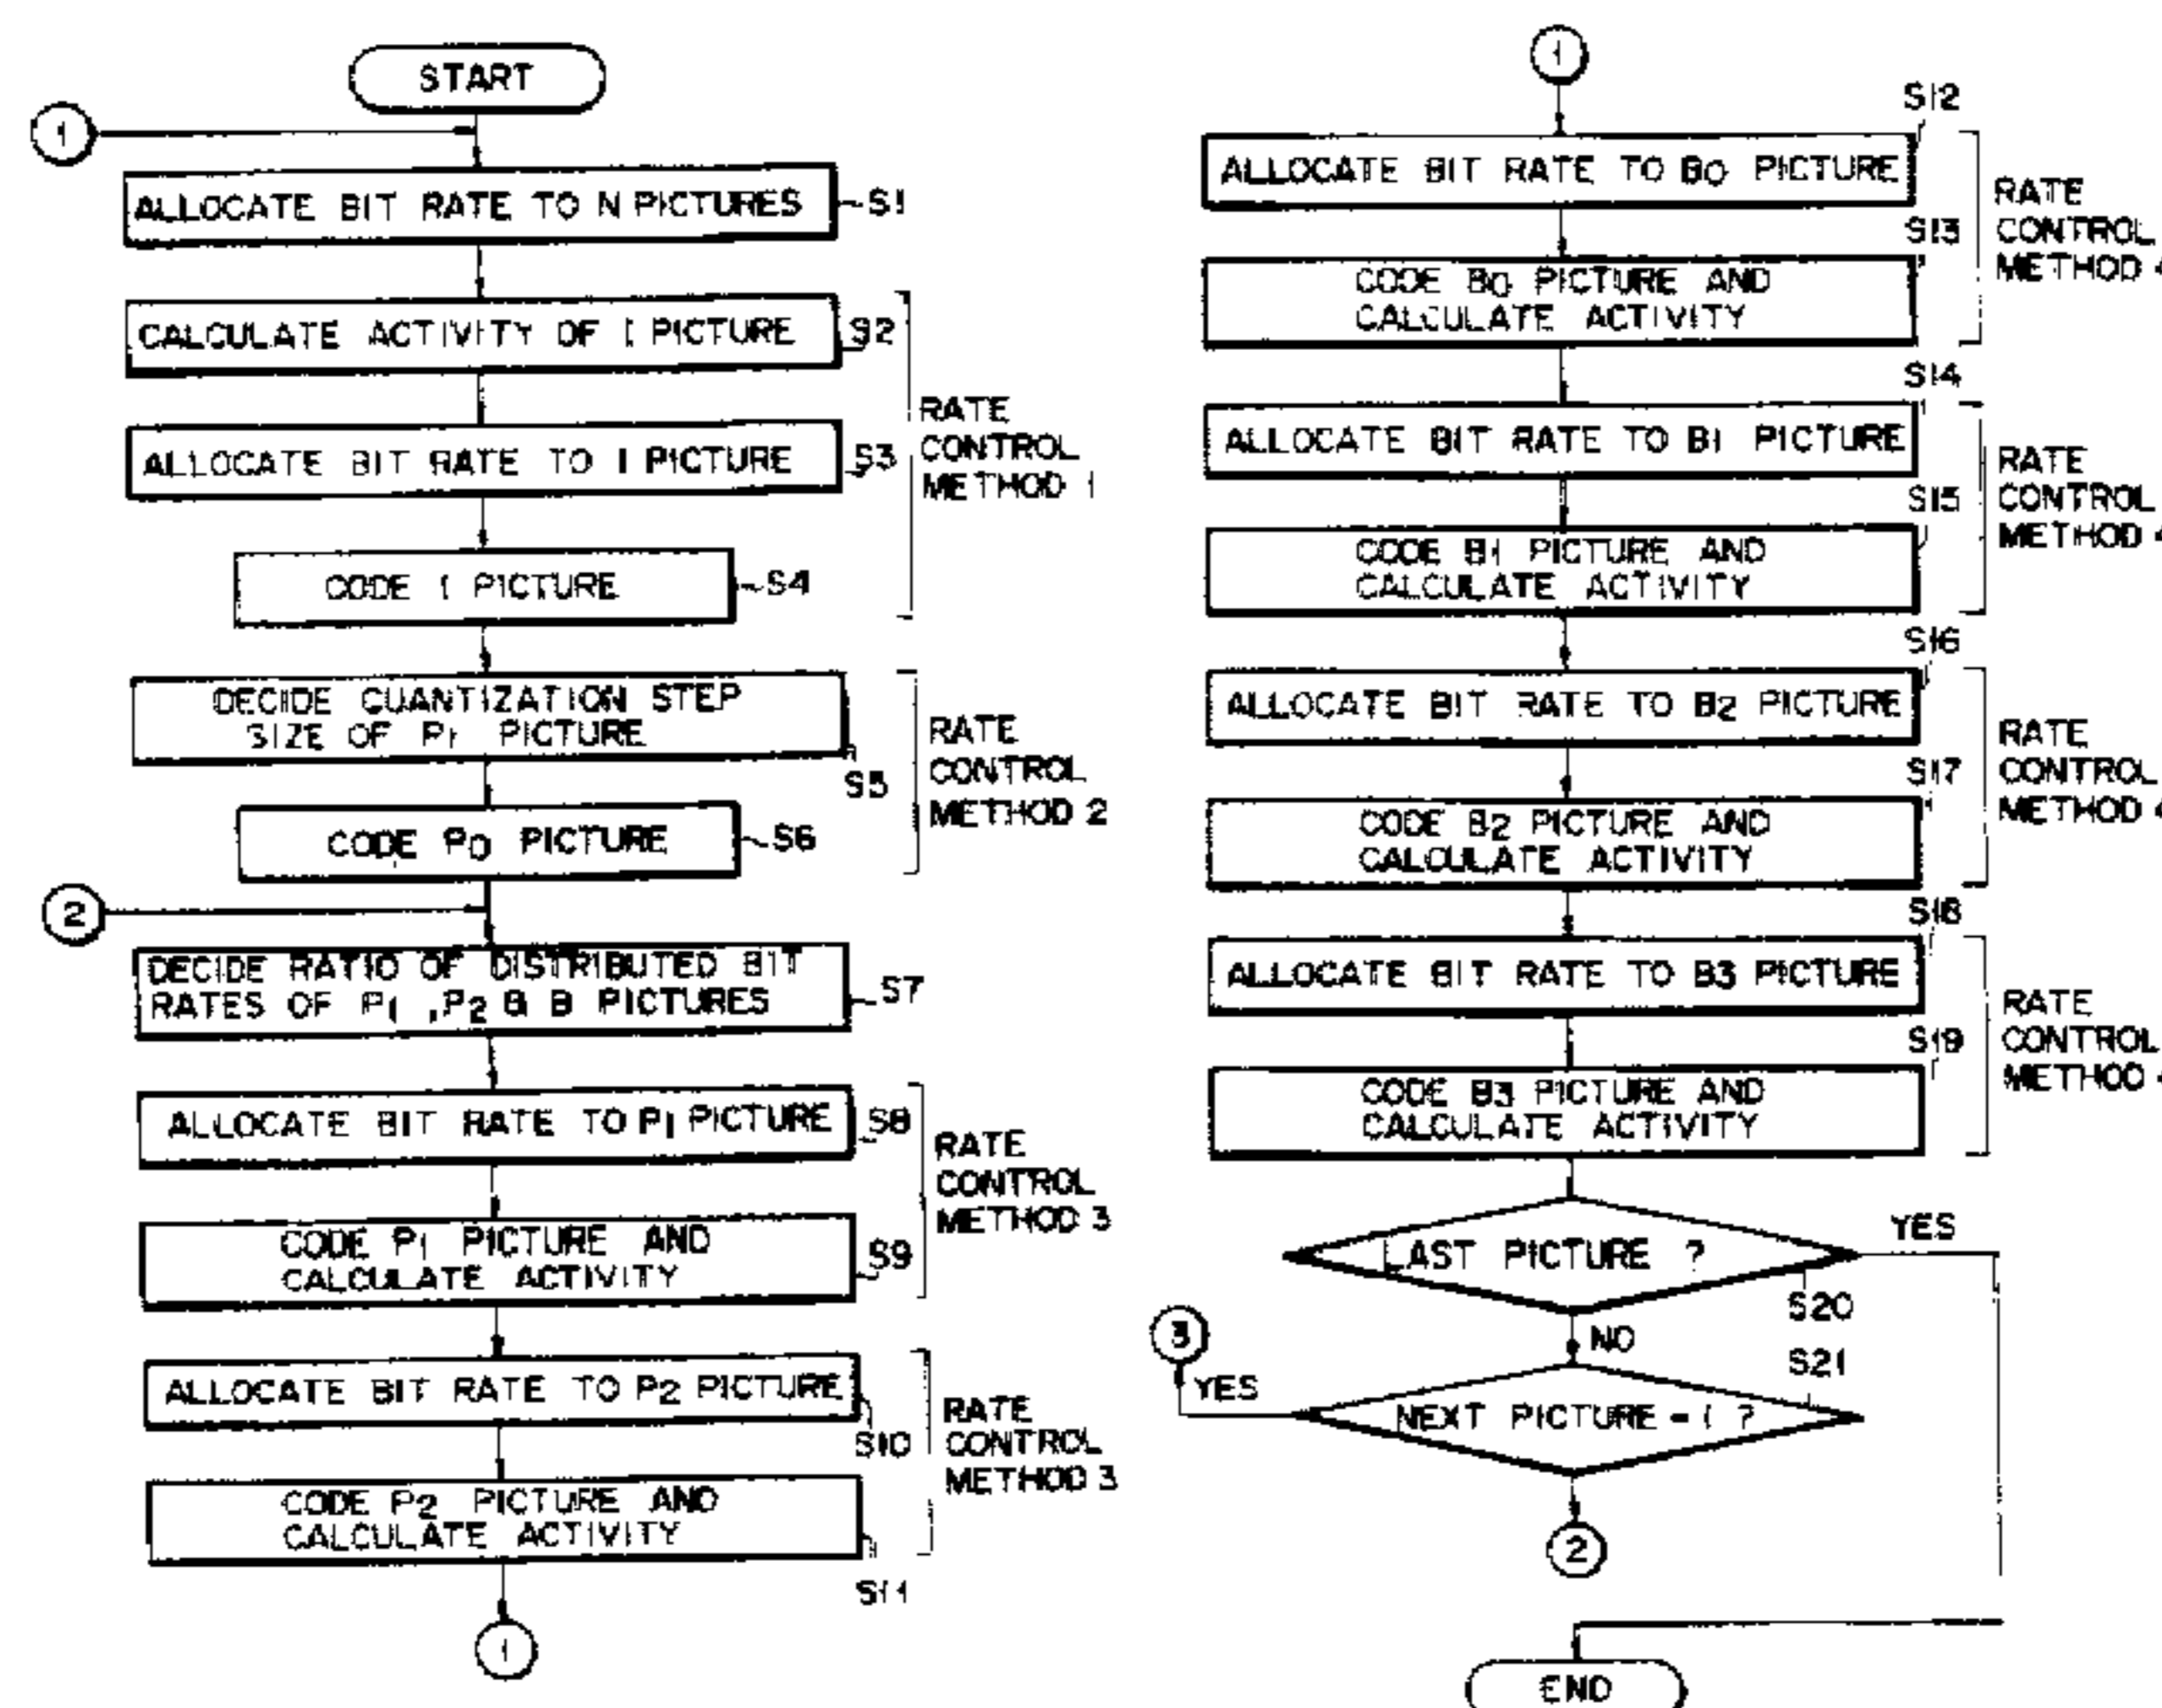 START
1
ALLOCATE BIT RATE TO N PICTURES
S1
CALCULATE ACTIVITY OF I PICTURE
S2
ALLOCATE BIT RATE TO I PICTURE
S3
CODE I PICTURE
S4
RATE
CONTROL
METHOD 1
DECIDE QUANTIZATION STEP
SIZE OF P1 PICTURE
S5
CODE P0 PICTURE
S6
RATE
CONTROL
METHOD 2
2
DECIDE RATIO OF DISTRIBUTED BIT
RATES OF P1 ,P2 & B PICTURES
S7
ALLOCATE BIT RATE TO P1 PICTURE
S8
CODE P1 PICTURE AND
CALCULATE ACTIVITY
S9
RATE
CONTROL
METHOD 3
ALLOCATE BIT RATE TO P2 PICTURE
S10
CODE P2 PICTURE AND
CALCULATE ACTIVITY
S11
RATE
CONTROL
METHOD 3
1
1
ALLOCATE BIT RATE TO B0 PICTURE
S12
CODE B0 PICTURE AND
CALCULATE ACTIVITY
S13
RATE
CONTROL
METHOD 4
ALLOCATE BIT RATE TO B1 PICTURE
S14
CODE B1 PICTURE AND
CALCULATE ACTIVITY
S15
RATE
CONTROL
METHOD 4
ALLOCATE BIT RATE TO B2 PICTURE
S16
CODE B2 PICTURE AND
CALCULATE ACTIVITY
S17
RATE
CONTROL
METHOD 4
ALLOCATE BIT RATE TO B3 PICTURE
S18
CODE B3 PICTURE AND
CALCULATE ACTIVITY
S19
RATE
CONTROL
METHOD
LAST PICTURE ?
YES
S20
NO
3
YES
NEXT PICTURE = I ?
S21
2
END